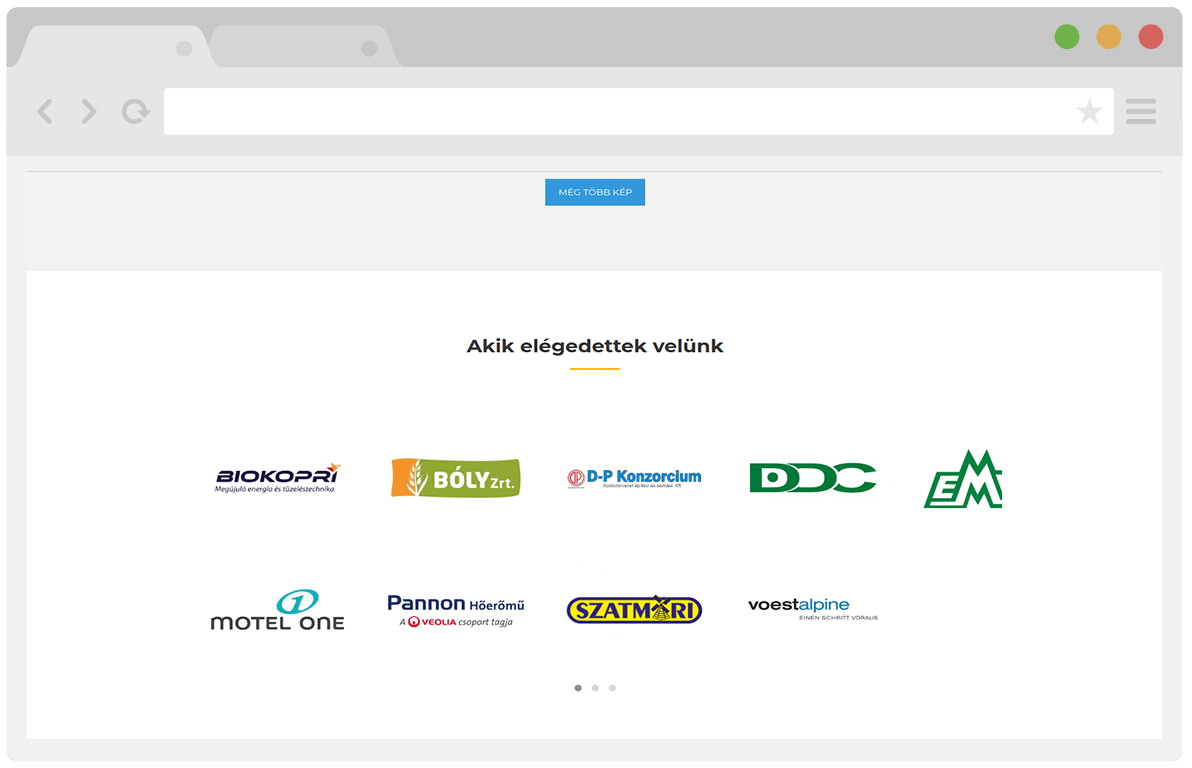 MÉG TÖBB KÉP
Akik elégedettek velünk
BIOKOPRI
Megújuló energia és tüzeléstechnika
BÓLY Zrt.
D-P Konzorcium
DDC
EM
1
MOTEL ONE
Pannon Hőerőmű
A VEOLIA csoport tagja
SZATMÁRI
voestalpine
EINEN SCHRITT VORAUS